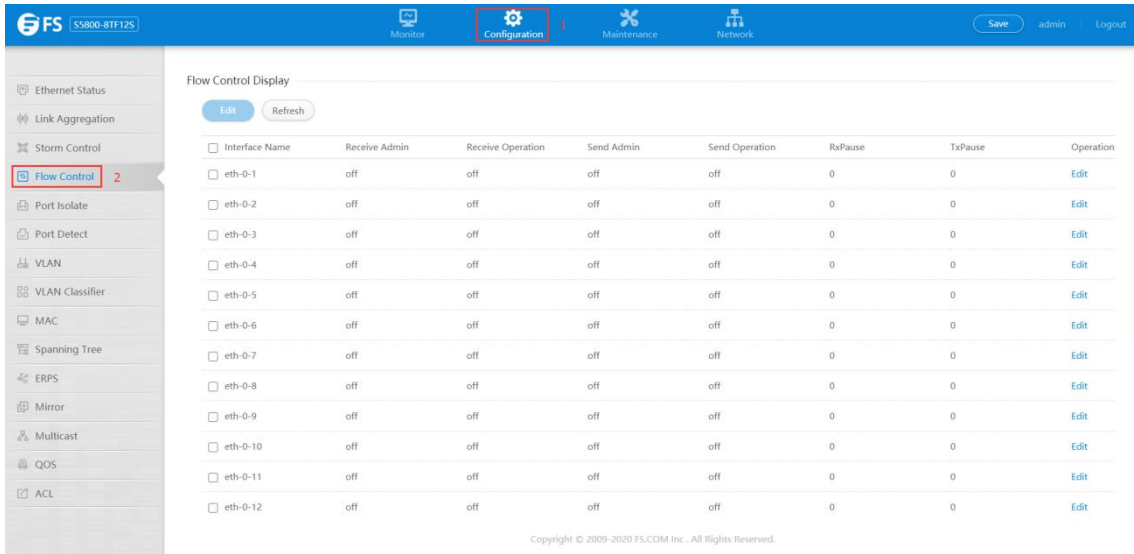 FS S5800-8TF12S
Monitor
Configuration 1
Maintenance
Network
Save admin Logout
Ethernet Status
Link Aggregation
Storm Control
Flow Control 2
Port Isolate
Port Detect
VLAN
VLAN Classifier
MAC
Spanning Tree
ERPS
Mirror
Multicast
QOS
ACL
Flow Control Display
Edit Refresh
Interface Name Receive Admin Receive Operation Send Admin Send Operation RxPause TxPause Operation
eth-0-1 off off off off 0 0 Edit
eth-0-2 off off off off 0 0 Edit
eth-0-3 off off off off 0 0 Edit
eth-0-4 off off off off 0 0 Edit
eth-0-5 off off off off 0 0 Edit
eth-0-6 off off off off 0 0 Edit
eth-0-7 off off off off 0 0 Edit
eth-0-8 off off off off 0 0 Edit
eth-0-9 off off off off 0 0 Edit
eth-0-10 off off off off 0 0 Edit
eth-0-11 off off off off 0 0 Edit
eth-0-12 off off off off 0 0 Edit
Copyright © 2009-2020 FS.COM Inc . All Rights Reserved.